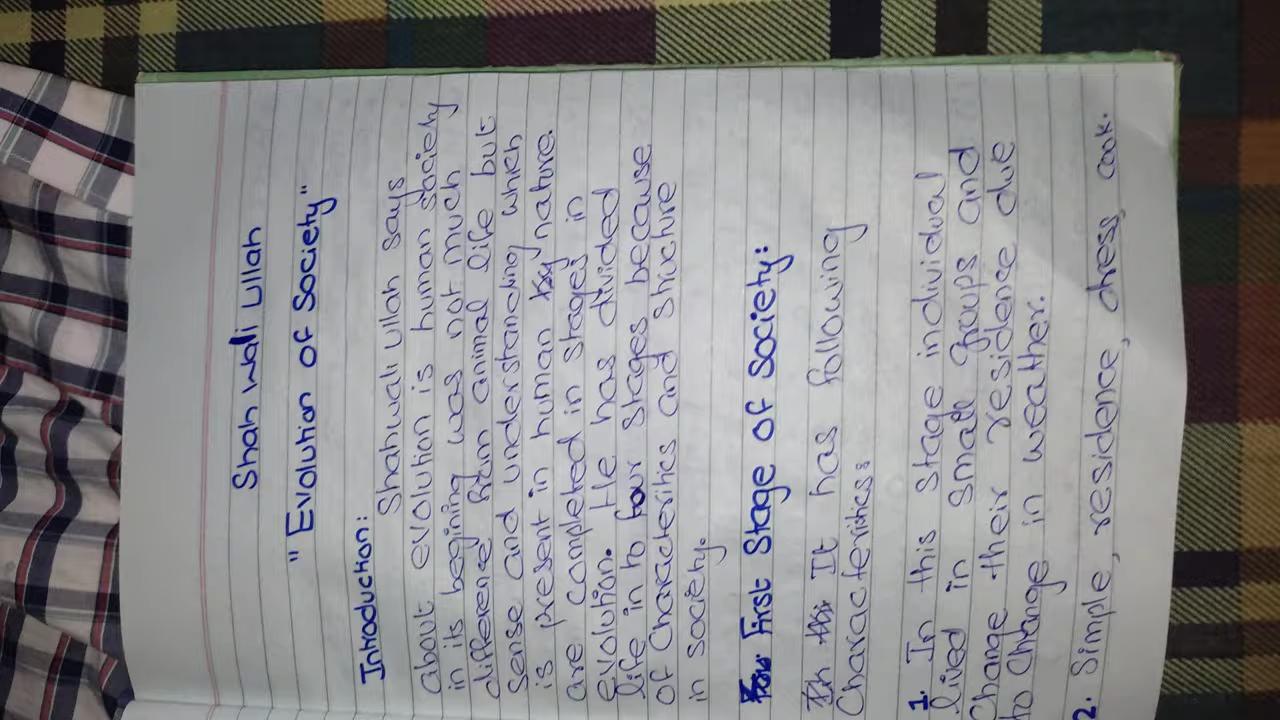 Shah wali Ullah
"Evolution of Society"
Introduction:
Shahwali Ullah says
about evolution is human society
in its begining was not much
difference than animal life but
sense and understanding which
is present in human by nature.
are completed in stages in
evolution. He has divided
life in to four stages because
of Characteritics and structure
in society.
First Stage of Society:
It has following
Characteritics:
1. In this stage individual
lived in small groups and
Change their residence due
to Change in weather.
2. Simple, residence, dress, cook.